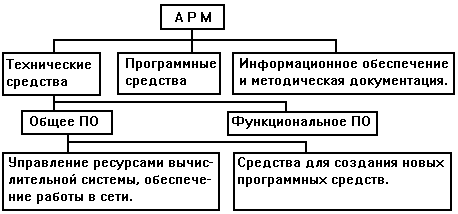 А Р М
Технические
средства
Программные
средства
Информационное обеспечение
и методическая документация.
Общее ПО
Функциональное ПО
Управление ресурсами вычис-
лительной системы, обеспече-
ние работы в сети.
Средства для создания новых
программных средств.